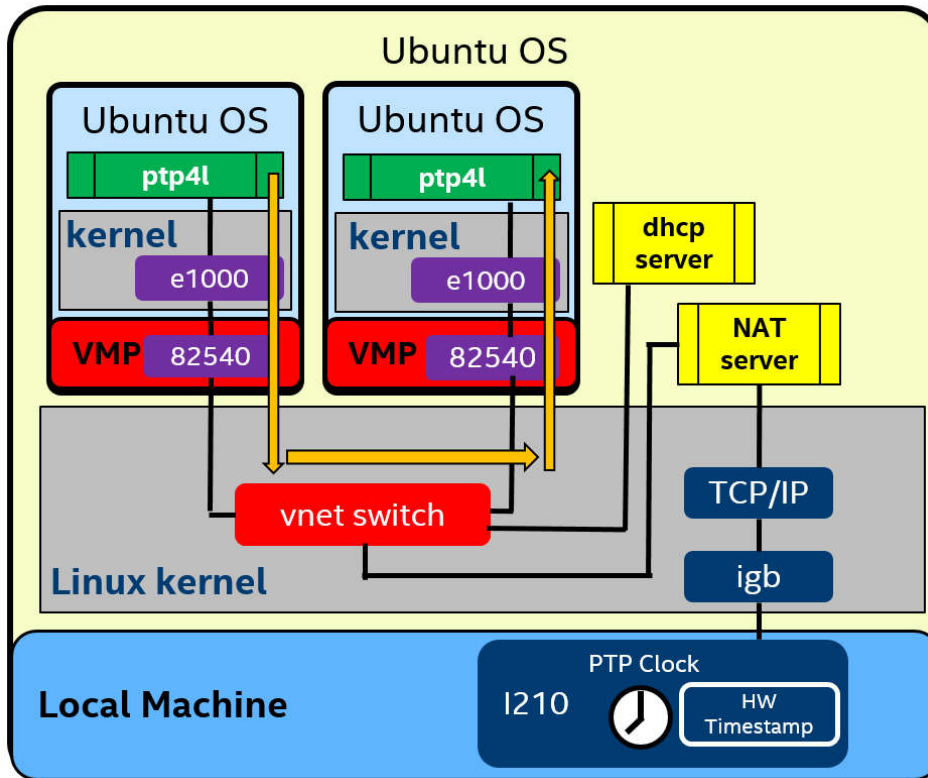 Ubuntu OS
Ubuntu OS
ptp4l
kernel
e1000
VMP
82540
Ubuntu OS
ptp4l
kernel
e1000
VMP
82540
dhcp
server
NAT
server
vnet switch
TCP/IP
igb
Linux kernel
Local Machine
PTP Clock
I210
HW
Timestamp